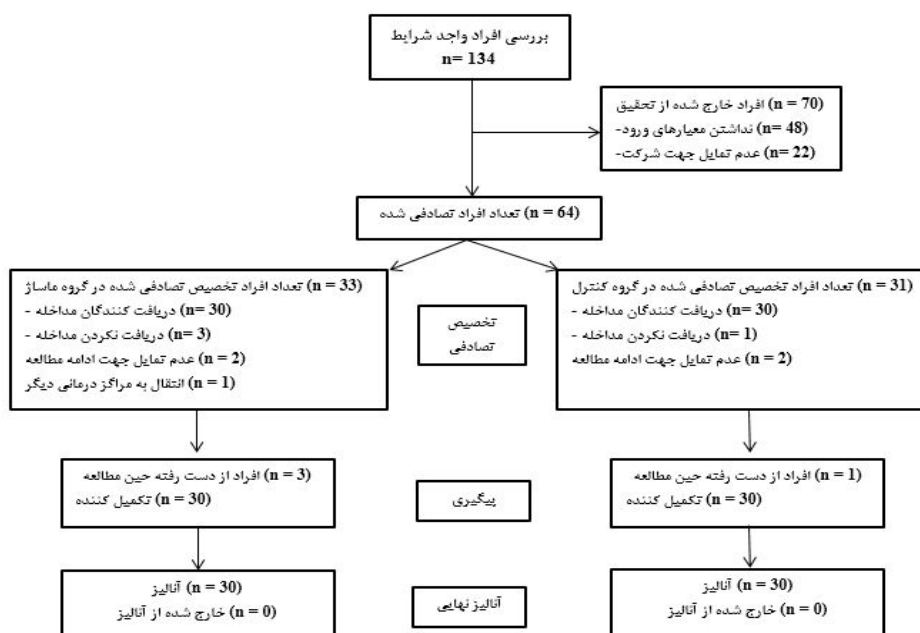 بررسی افراد واجد شرایط
n= 134
افراد خارج شده از تحقیق (n = 70)
نداشتن معیارهای ورود- (n= 48)
عدم تمایل جهت شرکت- (n= 22)
تعداد افراد تصادفی شده (n = 64)
تعداد افراد تخصیص تصادفی شده در گروه کنترل (n = 31)
دریافت کنندگان مداخله - (n= 30)
دریافت نکردن مداخله - (n= 1)
عدم تمایل جهت ادامه مطالعه (n = 2)
تخصیص
تصادفی
تعداد افراد تخصیص تصادفی شده در گروه ماساژ (n = 33)
دریافت کنندگان مداخله - (n= 30)
دریافت نکردن مداخله - (n= 3)
عدم تمایل جهت ادامه مطالعه (n = 2)
انتقال به مراگز درمانی دیگر (n = 1)
افراد از دست رفته حین مطالعه (n = 1)
تکمیل کننده (n = 30)
پیگیری
افراد از دست رفته حین مطالعه (n = 3)
تکمیل کننده (n = 30)
آنالیز (n = 30)
خارج شده از آنالیز (n = 0)
آنالیز نهایی
آنالیز (n = 30)
خارج شده از آنالیز (n = 0)